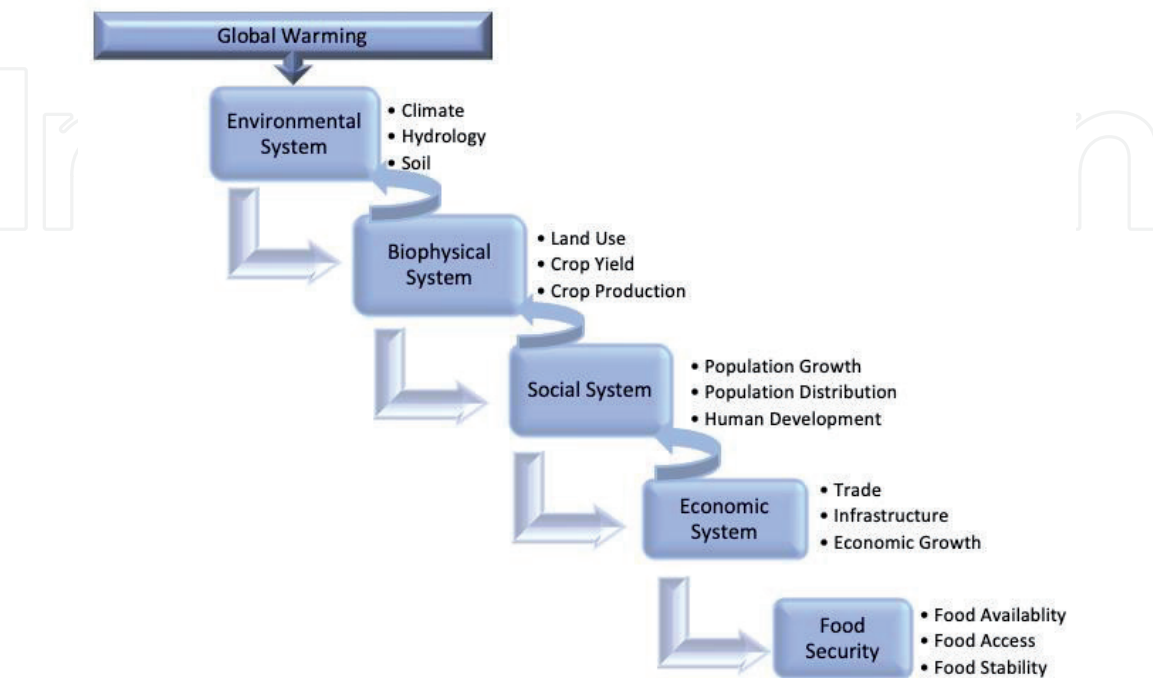 Global Warming
Environmental
System
• Climate
• Hydrology
• Soil
Biophysical
System
• Land Use
• Crop Yield
• Crop Production
Social System
• Population Growth
• Population Distribution
• Human Development
Economic
System
• Trade
• Infrastructure
• Economic Growth
Food
Security
• Food Availablity
• Food Access
• Food Stability